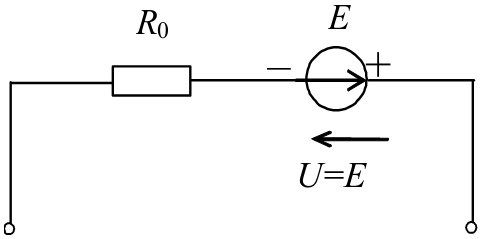 R₀
E
− +
U=E